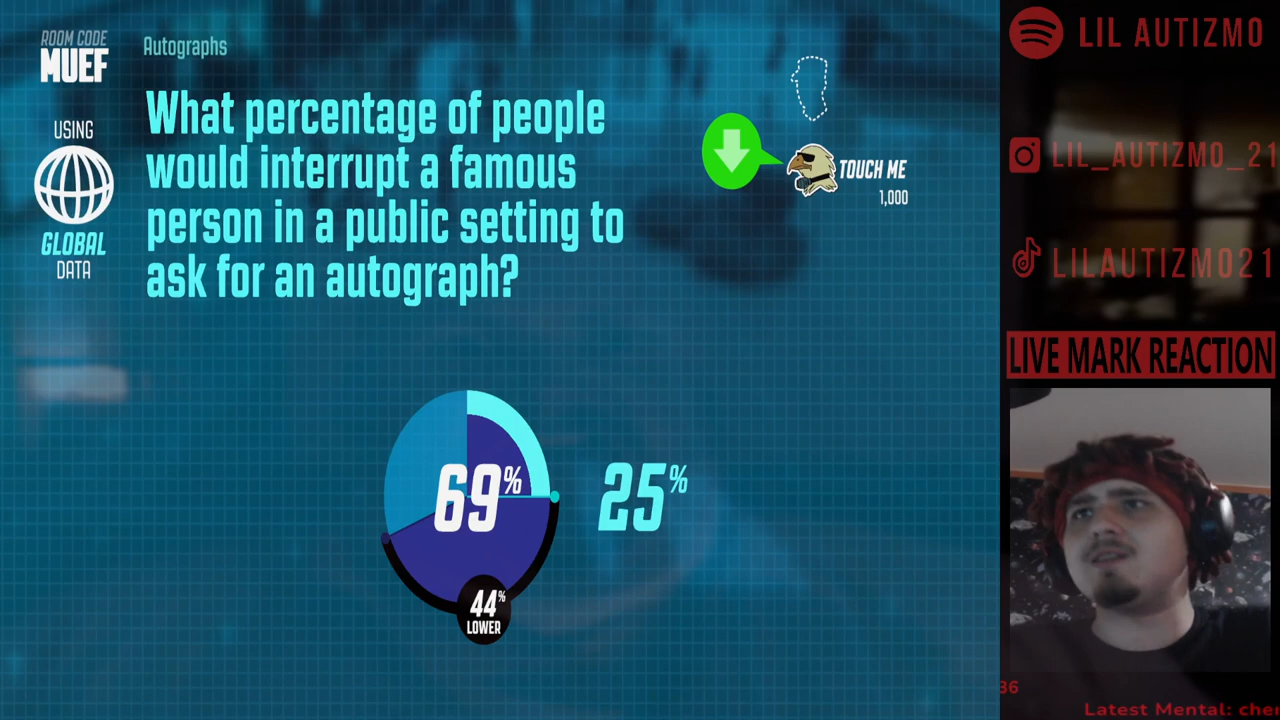 ROOM CODE
MUEF
USING
GLOBAL
DATA
Autographs
What percentage of people
would interrupt a famous
person in a public setting to
ask for an autograph?
TOUCH ME
1,000
69%
25%
44%
LOWER
LIL AUTIZMO
LIL_AUTIZMO_21
LILAUTIZMO21
LIVE MARK REACTION
36
Latest Mental: cher